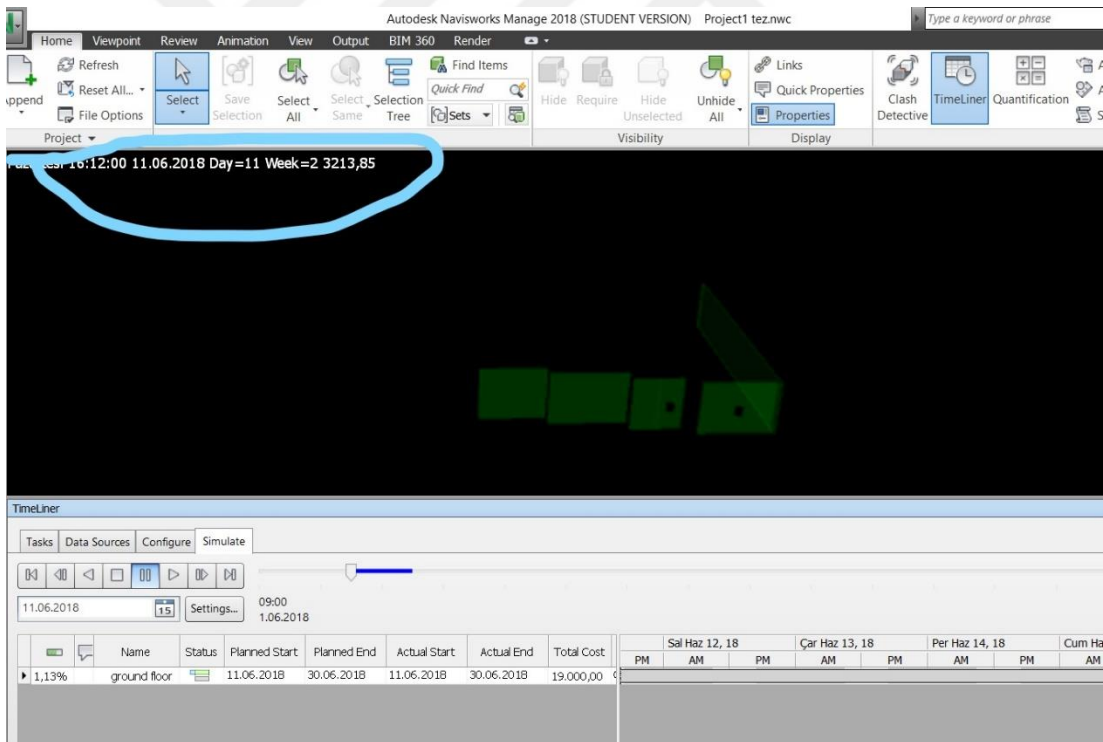 Autodesk Navisworks Manage 2018 (STUDENT VERSION) Project1 tez.nwc
Type a keyword or phrase
Home Viewpoint Review Animation View Output BIM 360 Render
Refresh
Reset All...
File Options
Project
Select
Save Selection
Select All
Select Same
Selection Tree
Find Items
Quick Find
Sets
Hide Require
Hide Unselected
Unhide All
Visibility
Links
Quick Properties
Properties
Display
Clash Detective
TimeLiner
Quantification
16:12:00 11.06.2018 Day=11 Week=2 3213,85
TimeLiner
Tasks Data Sources Configure Simulate
11.06.2018 15 Settings...
09:00
1.06.2018
Name Status Planned Start Planned End Actual Start Actual End Total Cost
Sal Haz 12, 18 Çar Haz 13, 18 Per Haz 14, 18
PM AM PM AM PM AM PM AM
1,13% ground floor 11.06.2018 30.06.2018 11.06.2018 30.06.2018 19.000,00